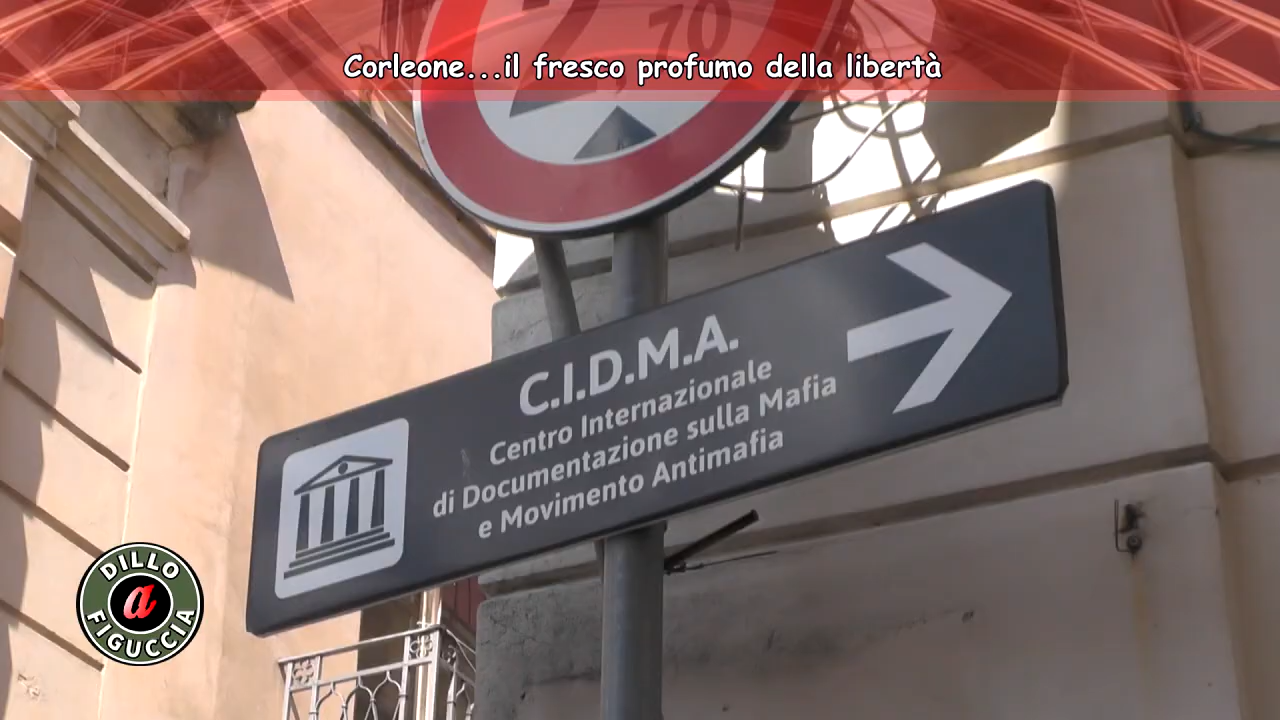 Corleone...il fresco profumo della libertà
C.I.D.M.A.
Centro Internazionale
di Documentazione sulla Mafia
e Movimento Antimafia
DILLO
a
FIGUCCIA